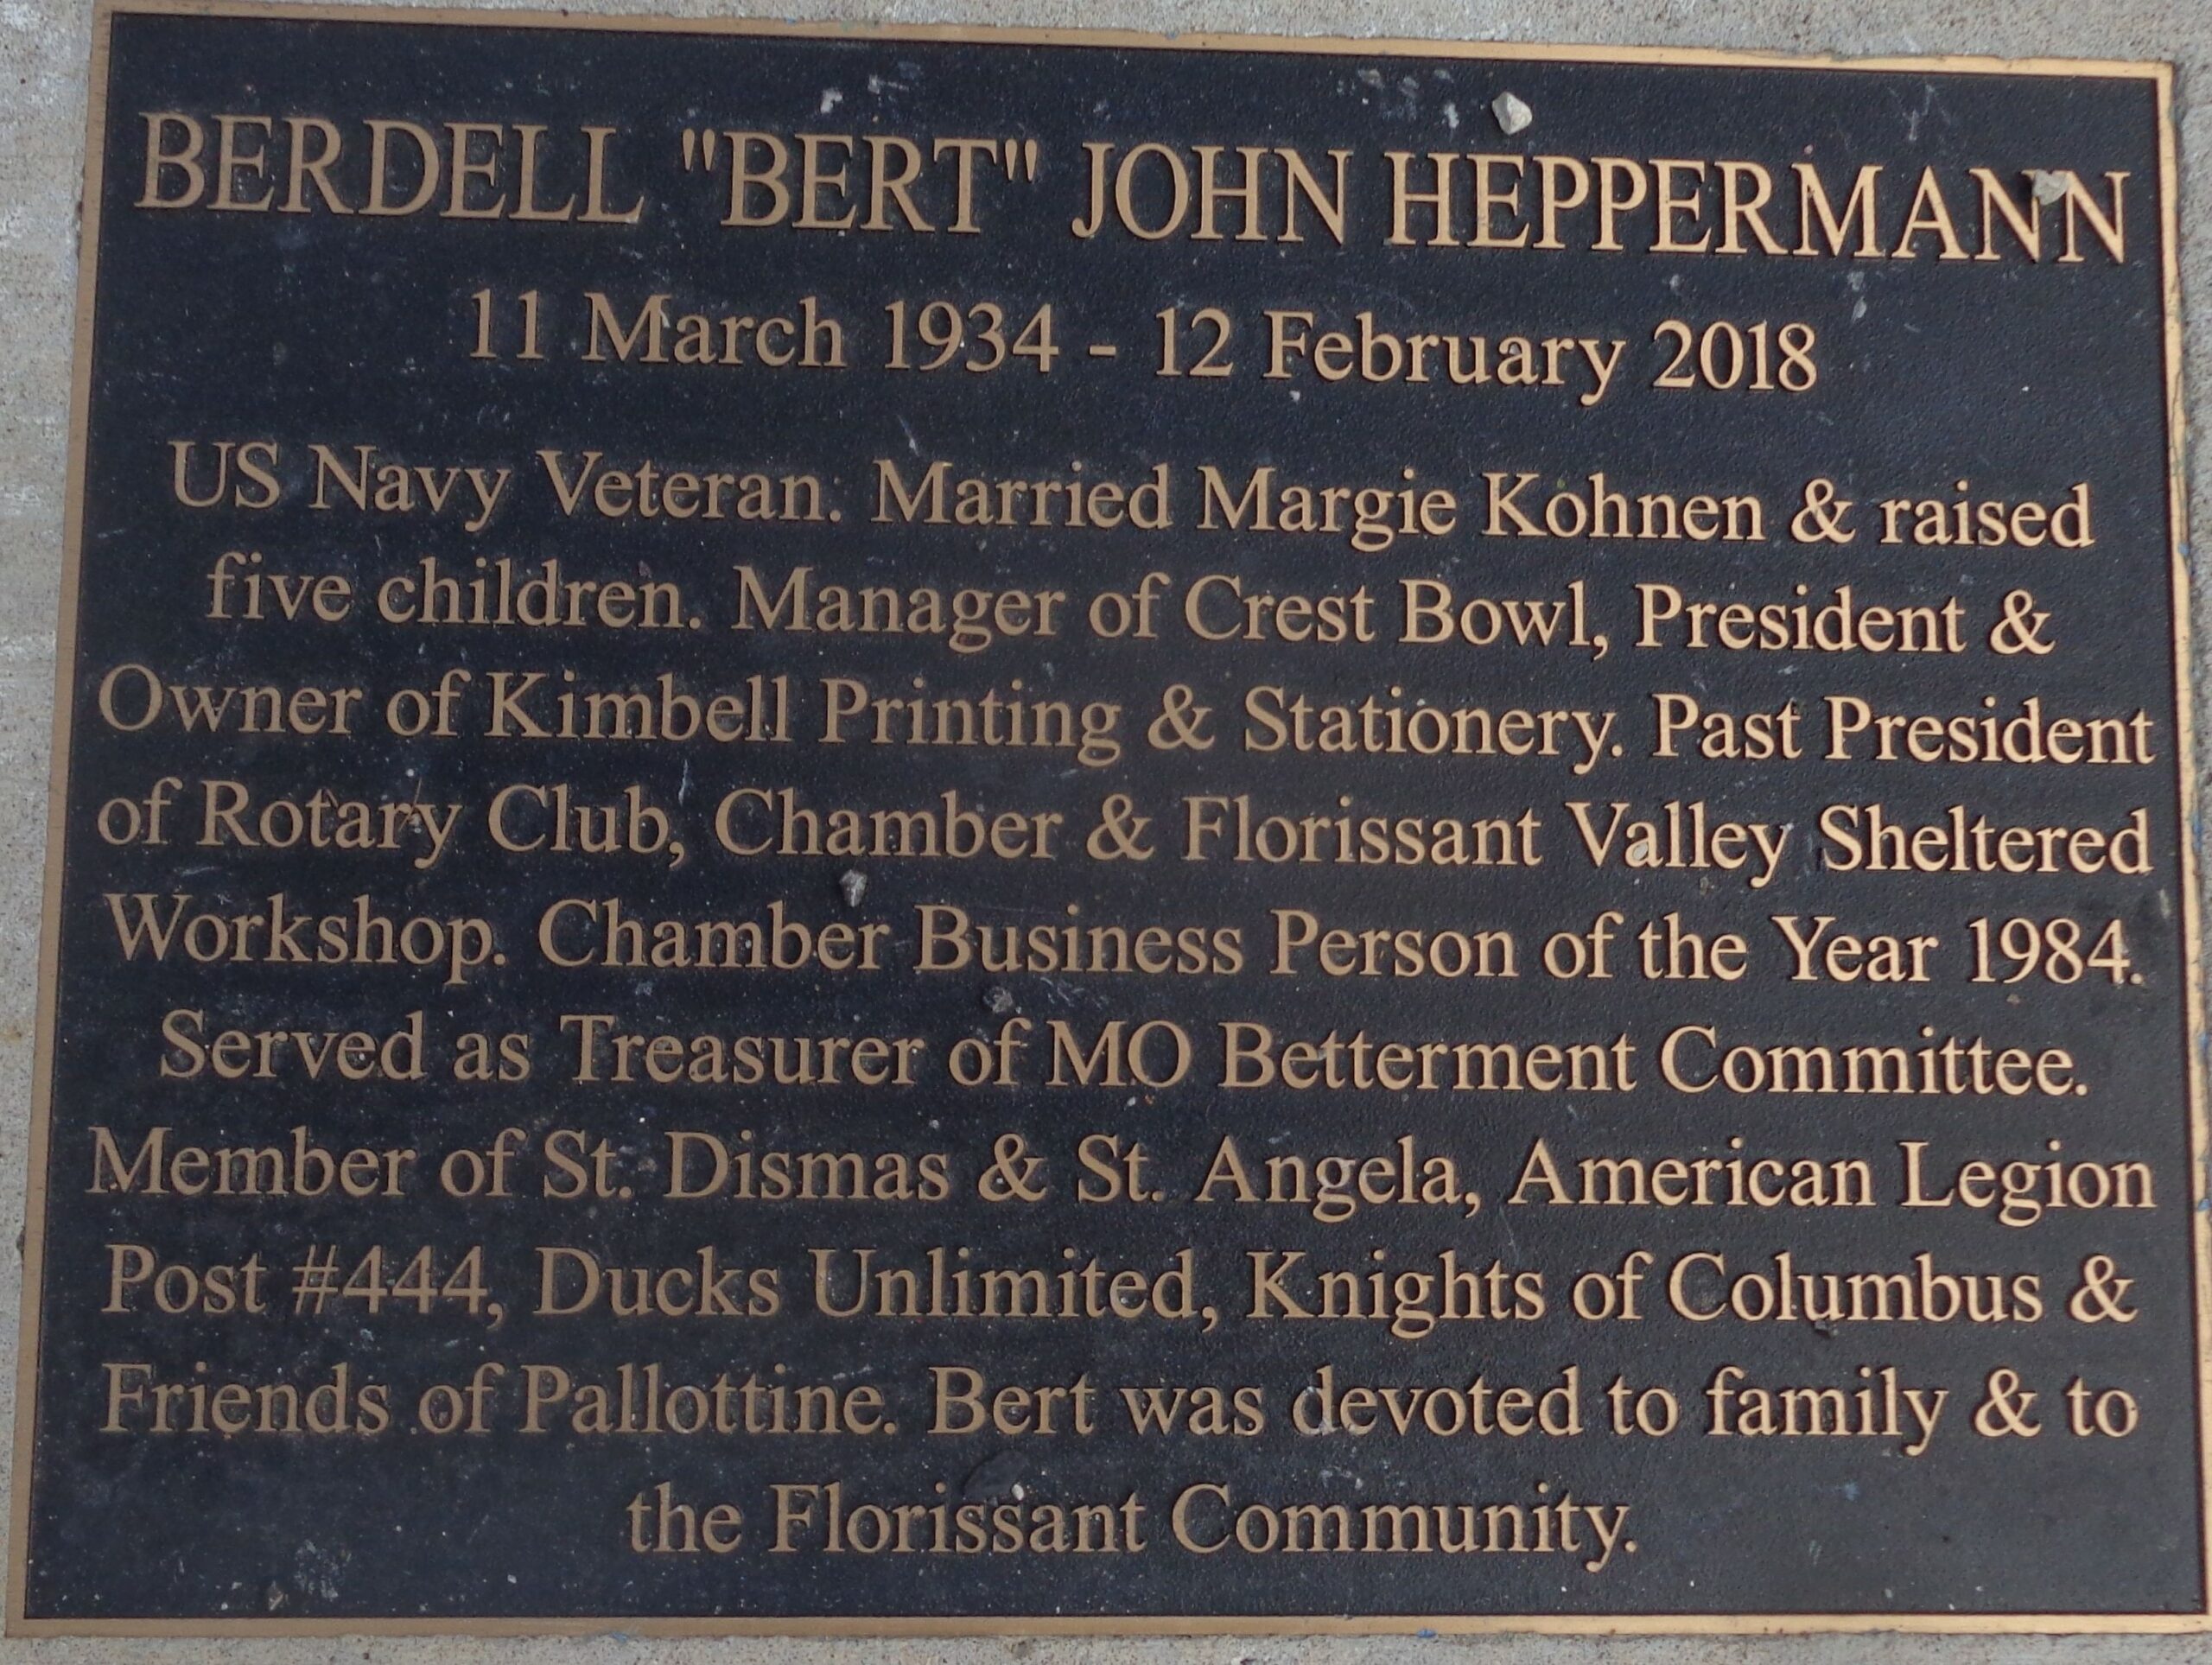 BERDELL "BERT" JOHN HEPPERMANN
11 March 1934 - 12 February 2018
US Navy Veteran. Married Margie Kohnen & raised
five children. Manager of Crest Bowl, President &
Owner of Kimbell Printing & Stationery. Past President
of Rotary Club, Chamber & Florissant Valley Sheltered
Workshop. Chamber Business Person of the Year 1984.
Served as Treasurer of MO Betterment Committee.
Member of St. Dismas & St. Angela, American Legion
Post #444, Ducks Unlimited, Knights of Columbus &
Friends of Pallottine. Bert was devoted to family & to
the Florissant Community.